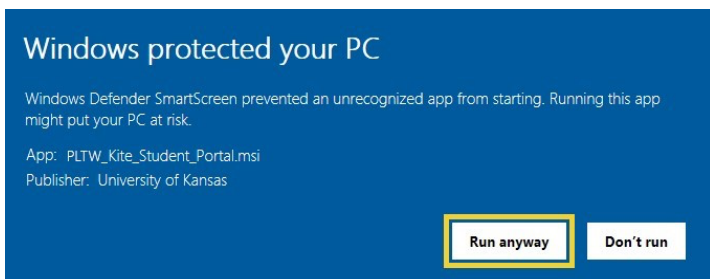 Windows protected your PC
Windows Defender SmartScreen prevented an unrecognized app from starting. Running this app
might put your PC at risk.
App: PLTW_Kite_Student_Portal.msi
Publisher: University of Kansas
Run anyway Don't run